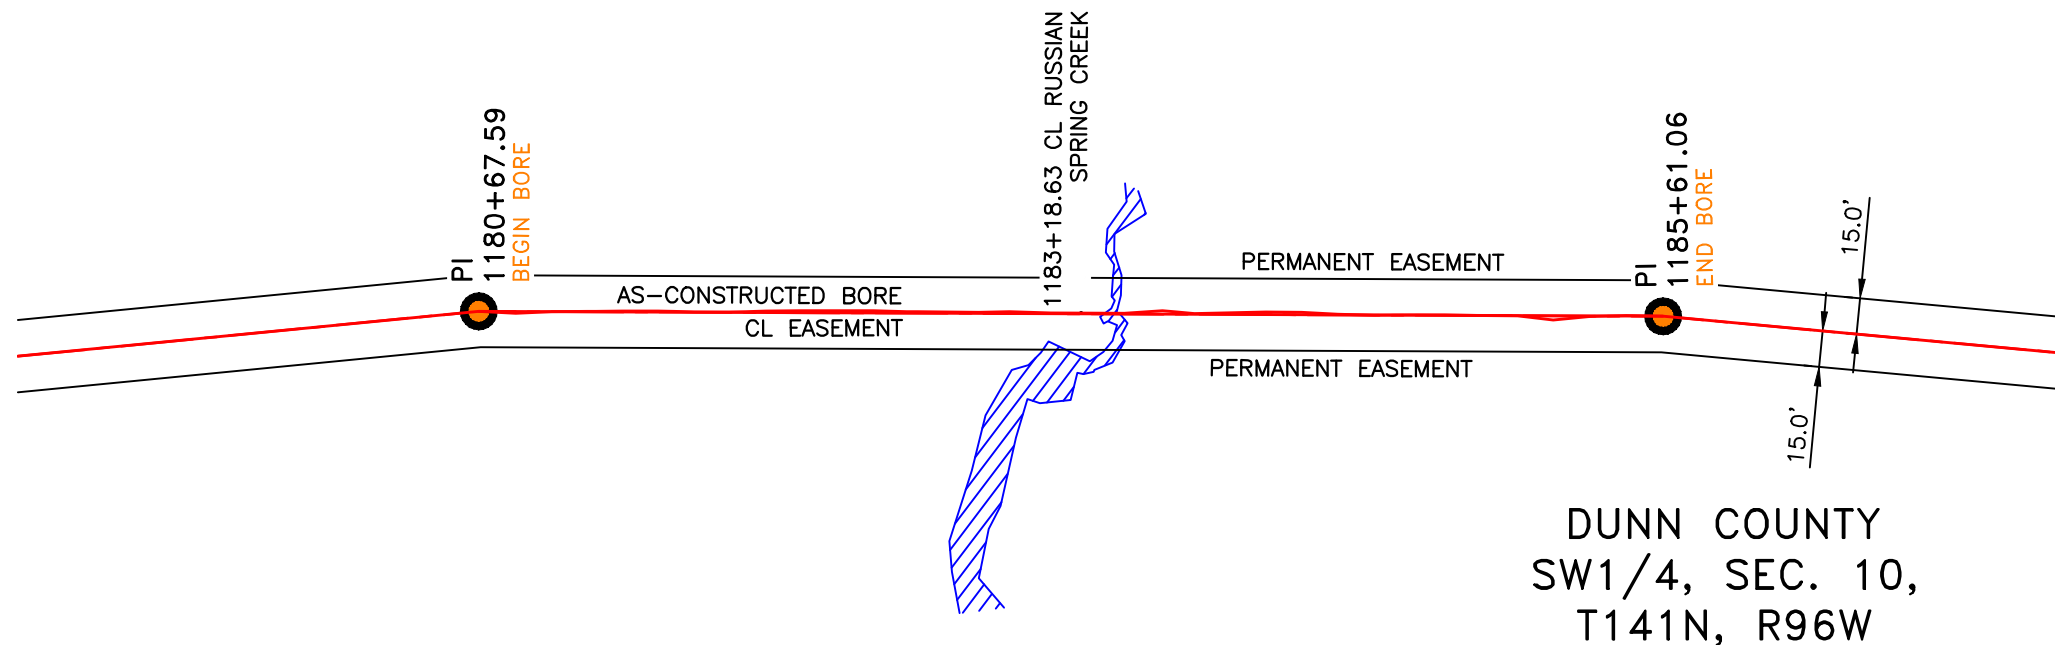 PI
1180+67.59
BEGIN BORE
1183+18.63 CL RUSSIAN
SPRING CREEK
PI
1185+61.06
END BORE
15.0'
PERMANENT EASEMENT
AS-CONSTRUCTED BORE
CL EASEMENT
PERMANENT EASEMENT
15.0'
DUNN COUNTY
SW1/4, SEC. 10,
T141N, R96W